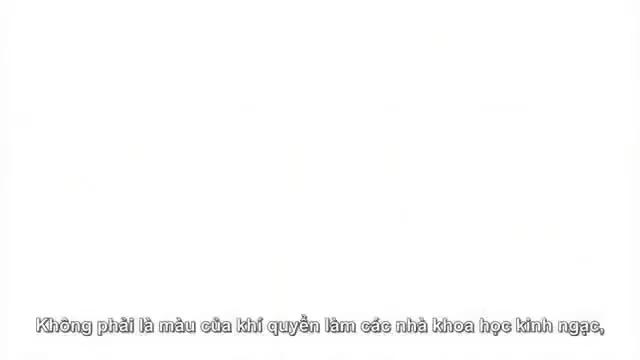 Không phải là màu của khí quyển làm các nhà khoa học kinh ngạc,